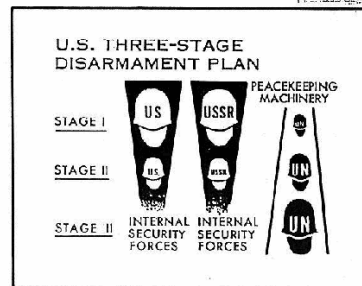 U.S. THREE-STAGE
DISARMAMENT PLAN
PEACEKEEPING
MACHINERY
STAGE I
US
USSR
UN
STAGE II
US
USSR
UN
STAGE II
INTERNAL
SECURITY
FORCES
INTERNAL
SECURITY
FORCES
UN